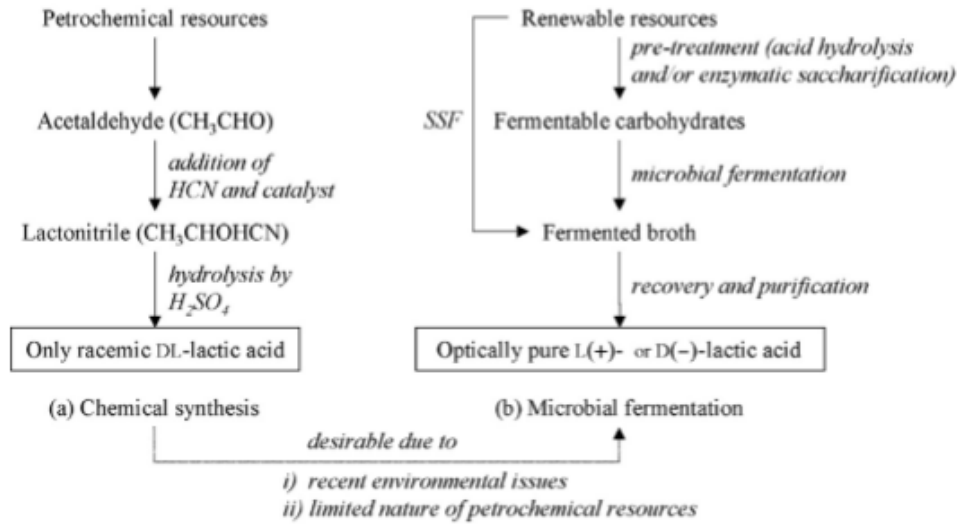 Petrochemical resources
Acetaldehyde (CH₃CHO)
addition of
HCN and catalyst
Lactonitrile (CH₃CHOHCN)
hydrolysis by
H₂SO₄
Only racemic DL-lactic acid
(a) Chemical synthesis
Renewable resources
pre-treatment (acid hydrolysis
and/or enzymatic saccharification)
SSF
Fermentable carbohydrates
microbial fermentation
Fermented broth
recovery and purification
Optically pure L(+)- or D(−)-lactic acid
(b) Microbial fermentation
desirable due to
i) recent environmental issues
ii) limited nature of petrochemical resources